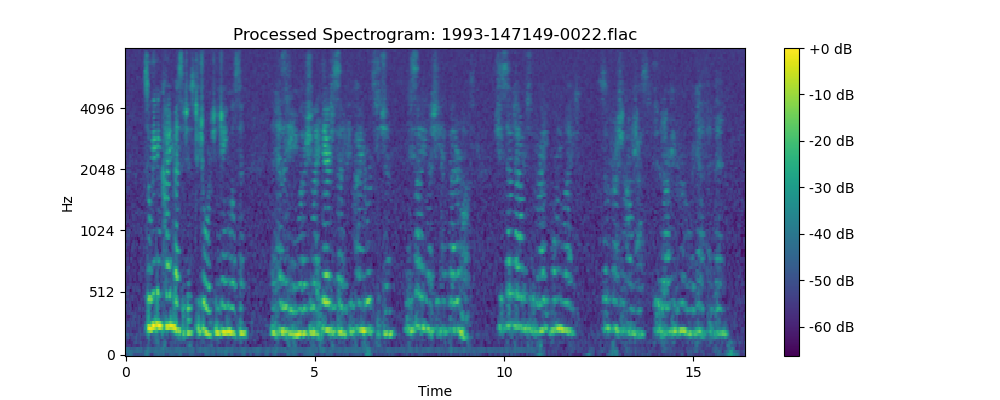 Processed Spectrogram: 1993-147149-0022.flac
+0 dB
4096
-10 dB
-20 dB
2048
-30 dB
Hz
1024
-40 dB
-50 dB
512
-60 dB
0
0
5
10
15
Time